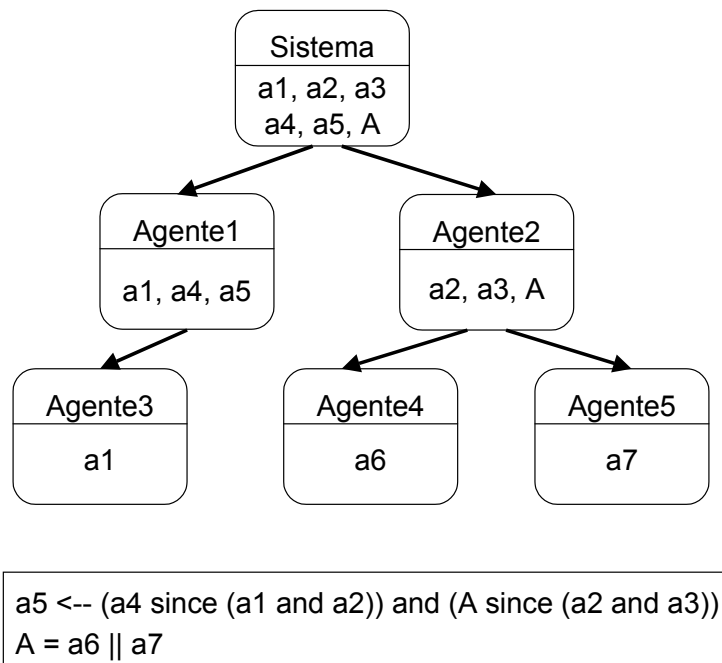 Sistema
a1, a2, a3
a4, a5, A
Agente1
a1, a4, a5
Agente2
a2, a3, A
Agente3
a1
Agente4
a6
Agente5
a7
a5 <-- (a4 since (a1 and a2)) and (A since (a2 and a3))
A = a6 || a7